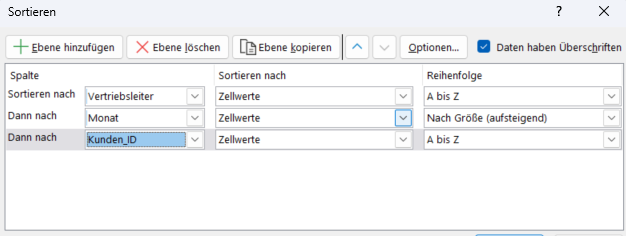 Sortieren ? X
Ebene hinzufügen Ebene löschen Ebene kopieren Optionen... Daten haben Überschriften
Spalte Sortieren nach Reihenfolge
Sortieren nach Vertriebsleiter Zellwerte A bis Z
Dann nach Monat Zellwerte Nach Größe (aufsteigend)
Dann nach Kunden_ID Zellwerte A bis Z